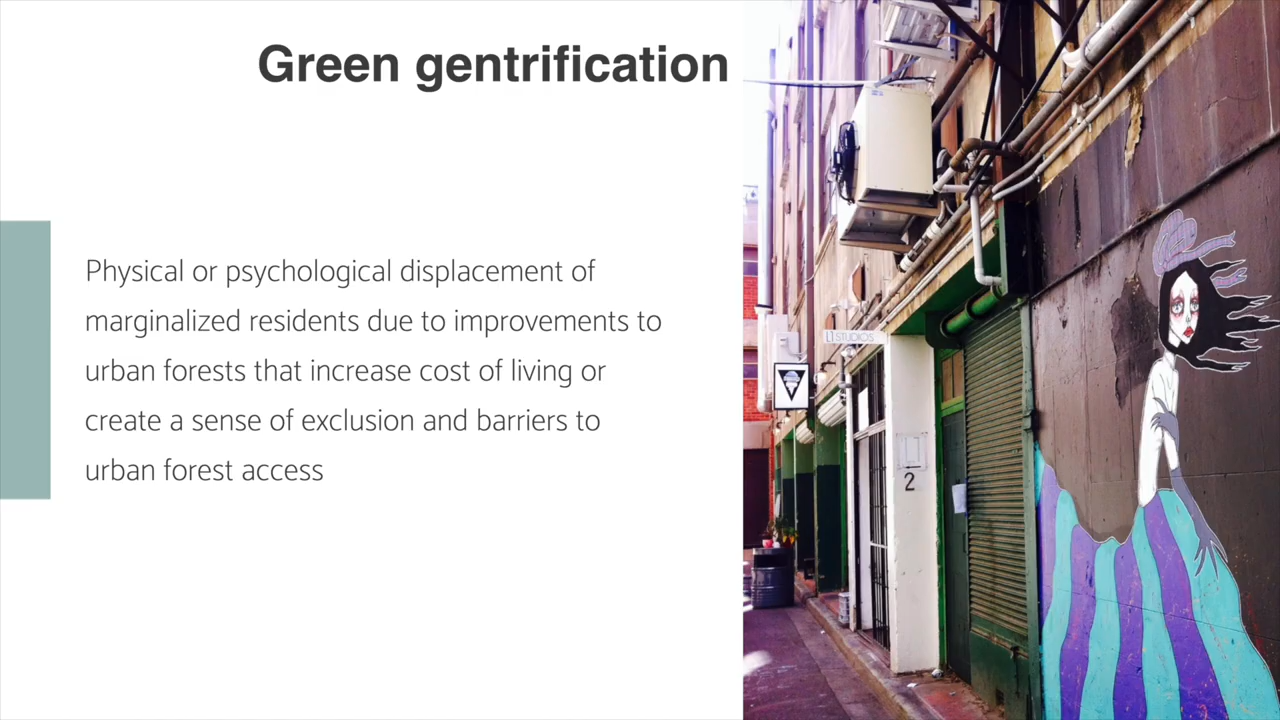 Green gentrification
Physical or psychological displacement of
marginalized residents due to improvements to
urban forests that increase cost of living or
create a sense of exclusion and barriers to
urban forest access
STUDIOS
2